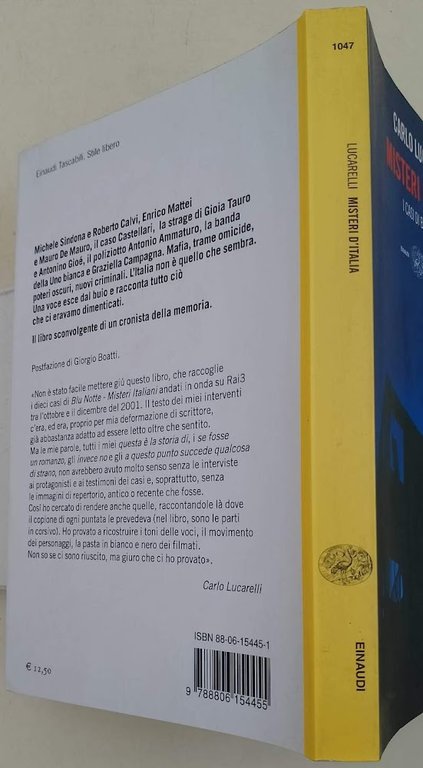 Einaudi Tascabili. Stile libero
Michele Sindona e Roberto Calvi, Enrico Mattei
e Mauro De Mauro, il caso Castellari, la strage di Gioia Tauro
e Antonino Gioè, il poliziotto Antonio Ammaturo, la banda
della Uno bianca e Graziella Campagna. Mafia, trame omicide,
poteri oscuri, nuovi criminali. L'Italia non è quello che sembra.
Una voce esce dal buio e racconta tutto ciò
che ci eravamo dimenticati.
Il libro sconvolgente di un cronista della memoria.
Postfazione di Giorgio Boatti.
«Non è stato facile mettere giú questo libro, che raccoglie
i dieci casi di Blu Notte - Misteri Italiani andati in onda su Rai3
tra l'ottobre e il dicembre del 2001. Il testo dei miei interventi
c'era, ed era, proprio per mia deformazione di scrittore,
già abbastanza adatto ad essere letto oltre che sentito.
Ma le mie parole, tutti i miei questa è la storia di, i se fosse
un romanzo, gli invece no e gli a questo punto succede qualcosa
di strano, non avrebbero avuto molto senso senza le interviste
ai protagonisti e ai testimoni dei casi e, soprattutto, senza
le immagini di repertorio, antico o recente che fosse.
Cosí ho cercato di rendere anche quelle, raccontandole là dove
il copione di ogni puntata le prevedeva (nel libro, sono le parti
in corsivo). Ho provato a ricostruire i toni delle voci, il movimento
dei personaggi, la pasta in bianco e nero dei filmati.
Non so se ci sono riuscito, ma giuro che ci ho provato».
Carlo Lucarelli
ISBN 88-06-15445-1
9 788806 154455
€ 12,50
1047
LUCARELLI MISTERI D'ITALIA
EINAUDI
CARLO LUC
MISTERI
I CASI DI B
Einaudi